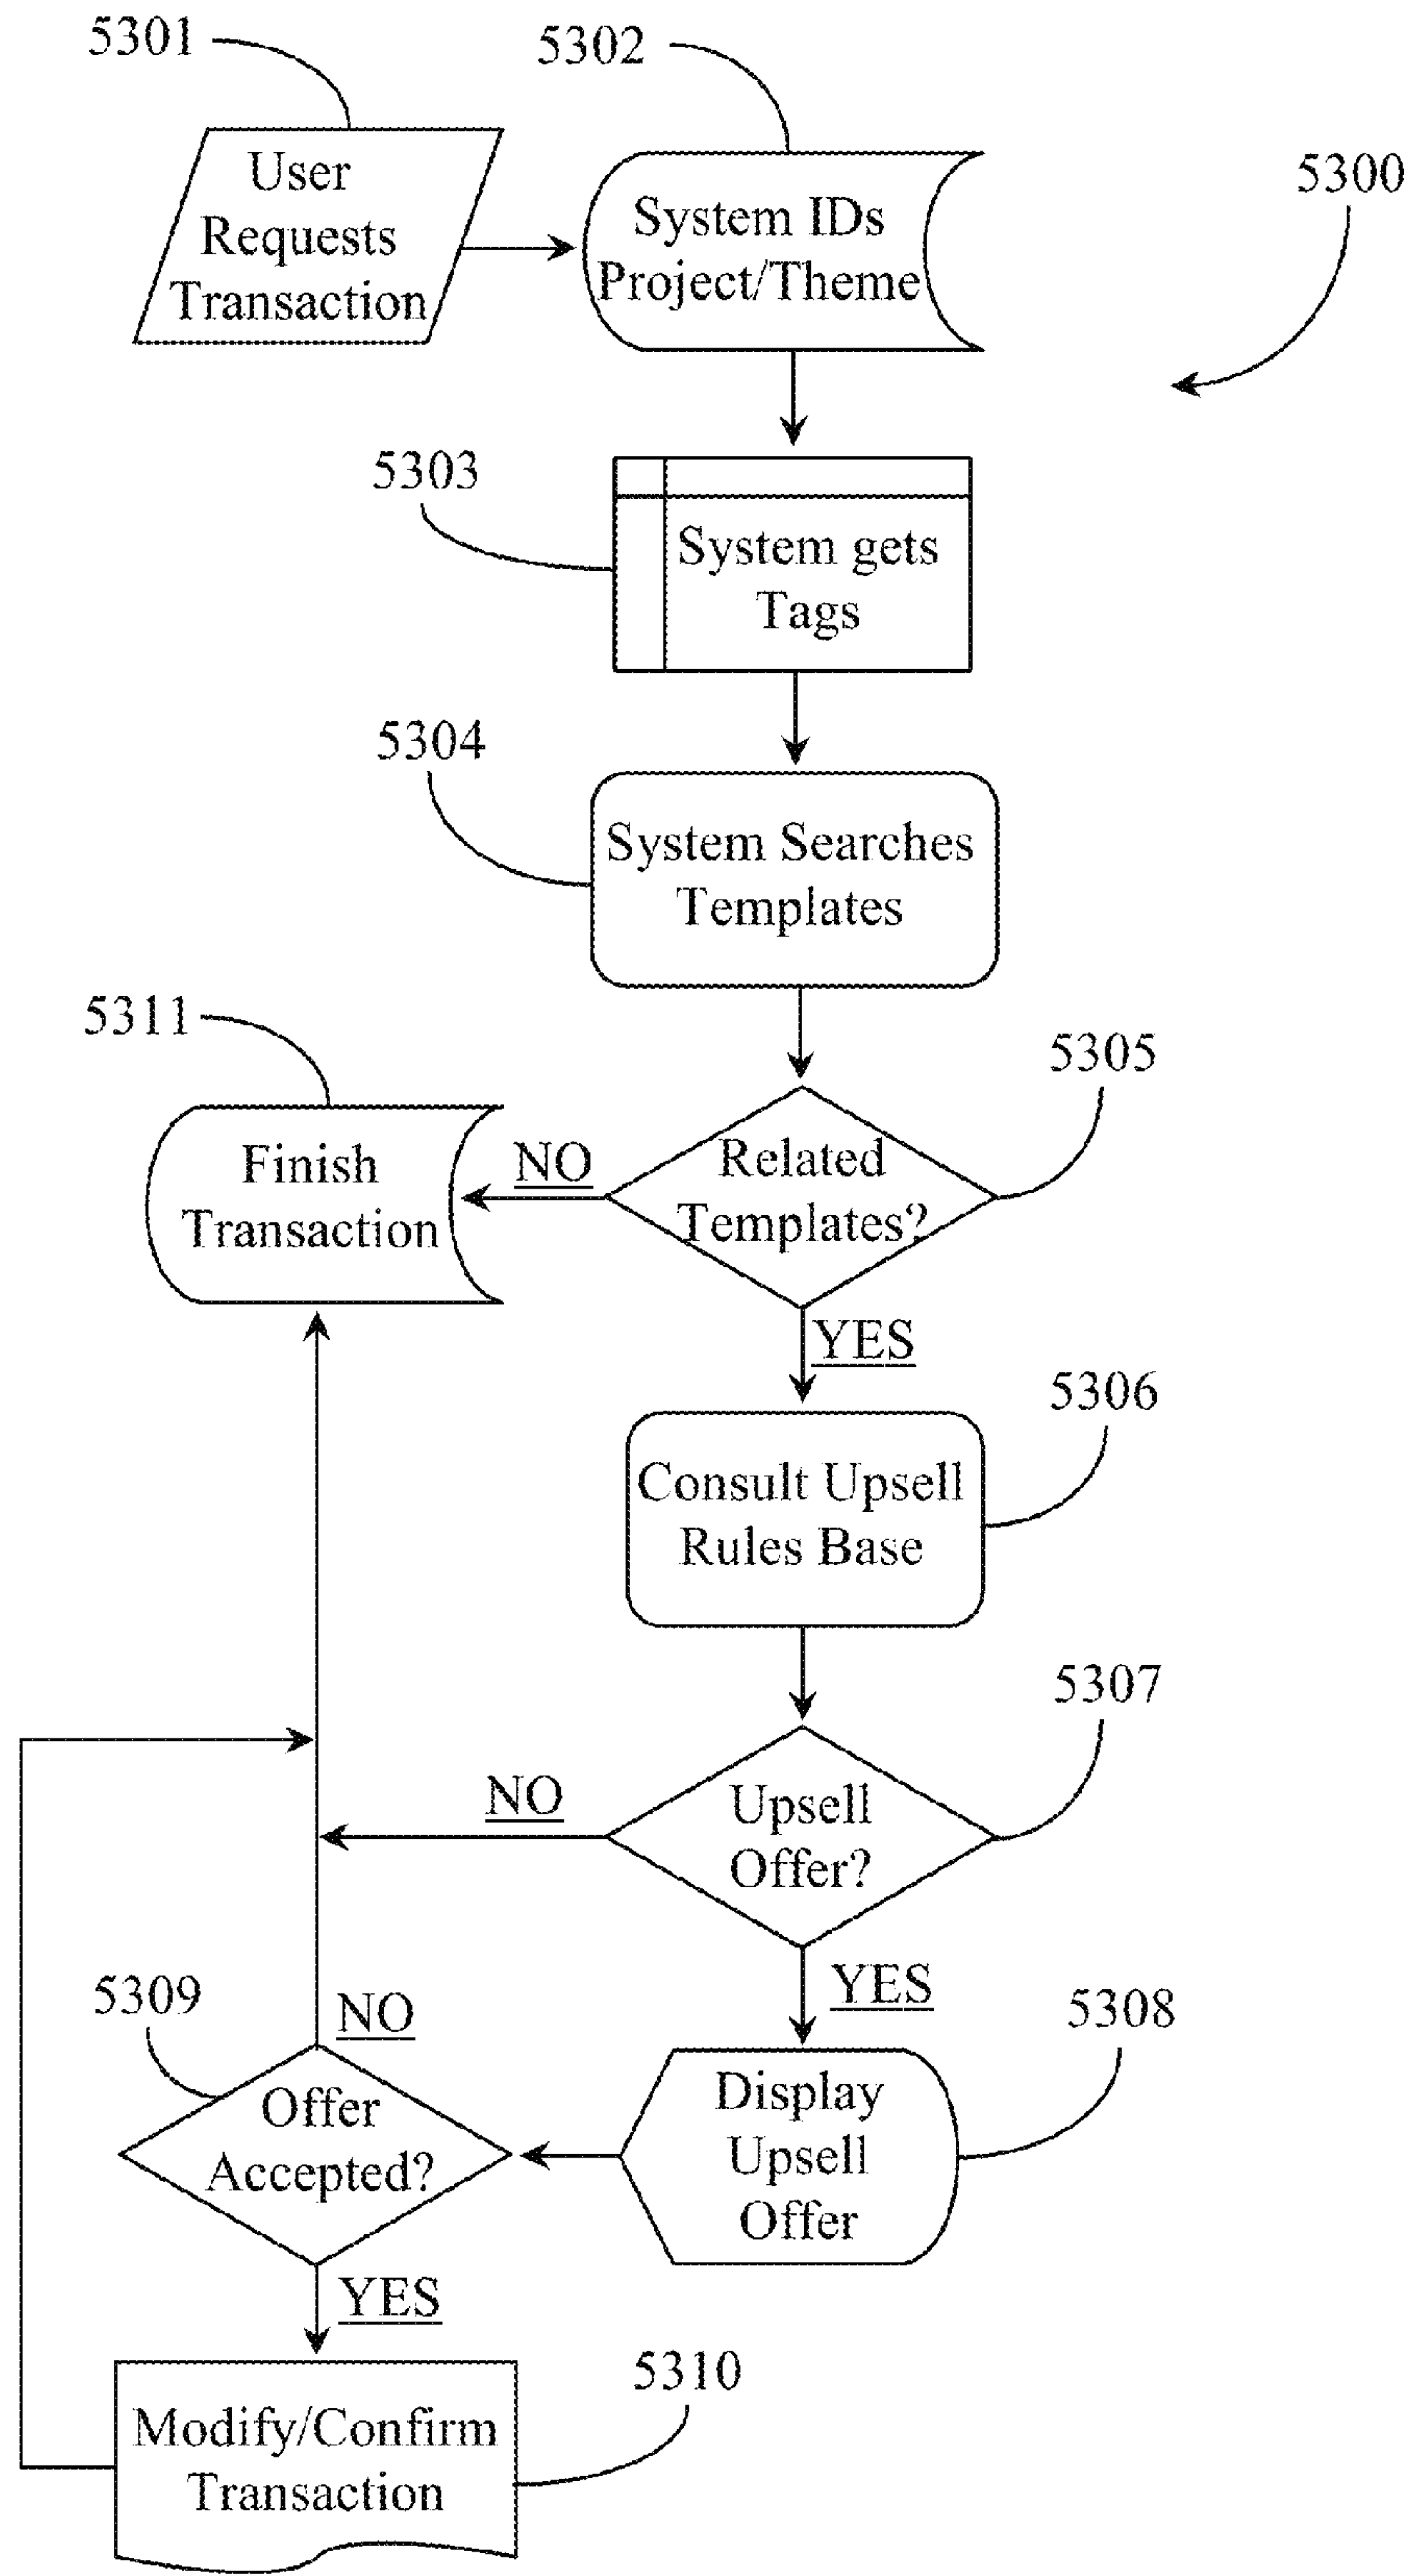 5301
5302
5300
User
Requests
Transaction
System IDs
Project/Theme
5303
System gets
Tags
5304
System Searches
Templates
5311
5305
Finish
Transaction
NO
Related
Templates?
YES
5306
Consult Upsell
Rules Base
5307
NO
Upsell
Offer?
YES
5309
NO
5308
Offer
Accepted?
Display
Upsell
Offer
YES
5310
Modify/Confirm
Transaction